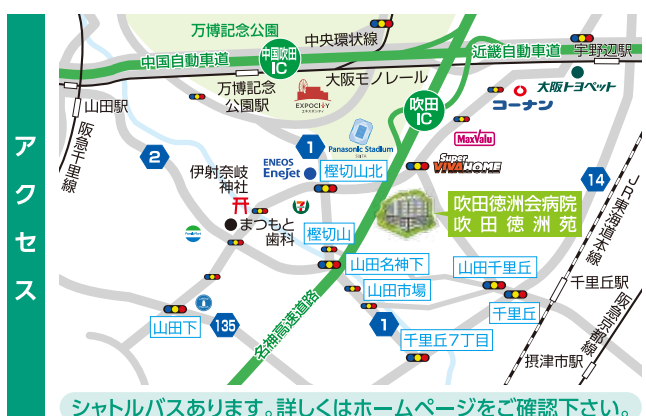 アクセス
万博記念公園
中央環状線
中国自動車道
中国吹田
IC
近畿自動車道
宇野辺駅
大阪モノレール
万博記念
公園駅
大阪トヨペット
コーナン
山田駅
阪急千里線
EXPOCITY
吹田
IC
MaxValu
Panasonic Stadium
Super
VIVAHOME
1
2
ENEOS
EneJet
樫切山北
伊射奈岐
神社
14
JR東海道本線
吹田徳洲会病院
吹田徳洲苑
まつもと
歯科
FamilyMart
樫切山
山田名神下
山田千里丘
山田市場
千里丘
千里丘駅
阪急京都線
名神高速道路
山田下
135
1
千里丘7丁目
摂津市駅
シャトルバスあります。詳しくはホームページをご確認下さい。